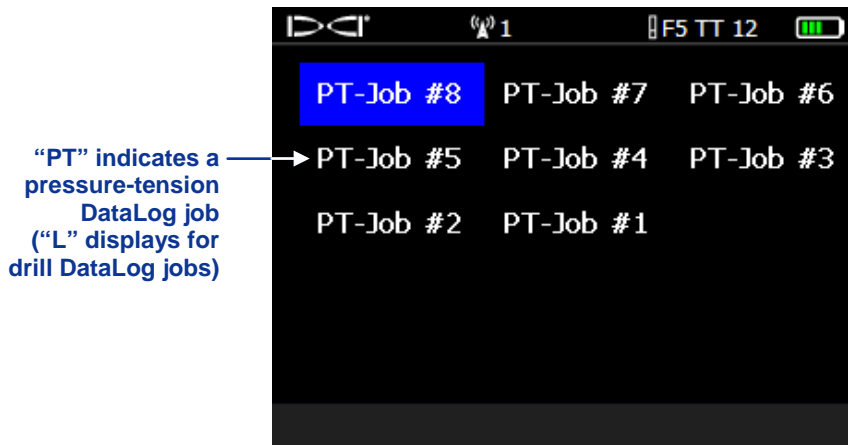 DCI 1 F5 TT 12
PT-Job #8 PT-Job #7 PT-Job #6
“PT” indicates a
pressure-tension
DataLog job
(“L” displays for
drill DataLog jobs)
PT-Job #5 PT-Job #4 PT-Job #3
PT-Job #2 PT-Job #1